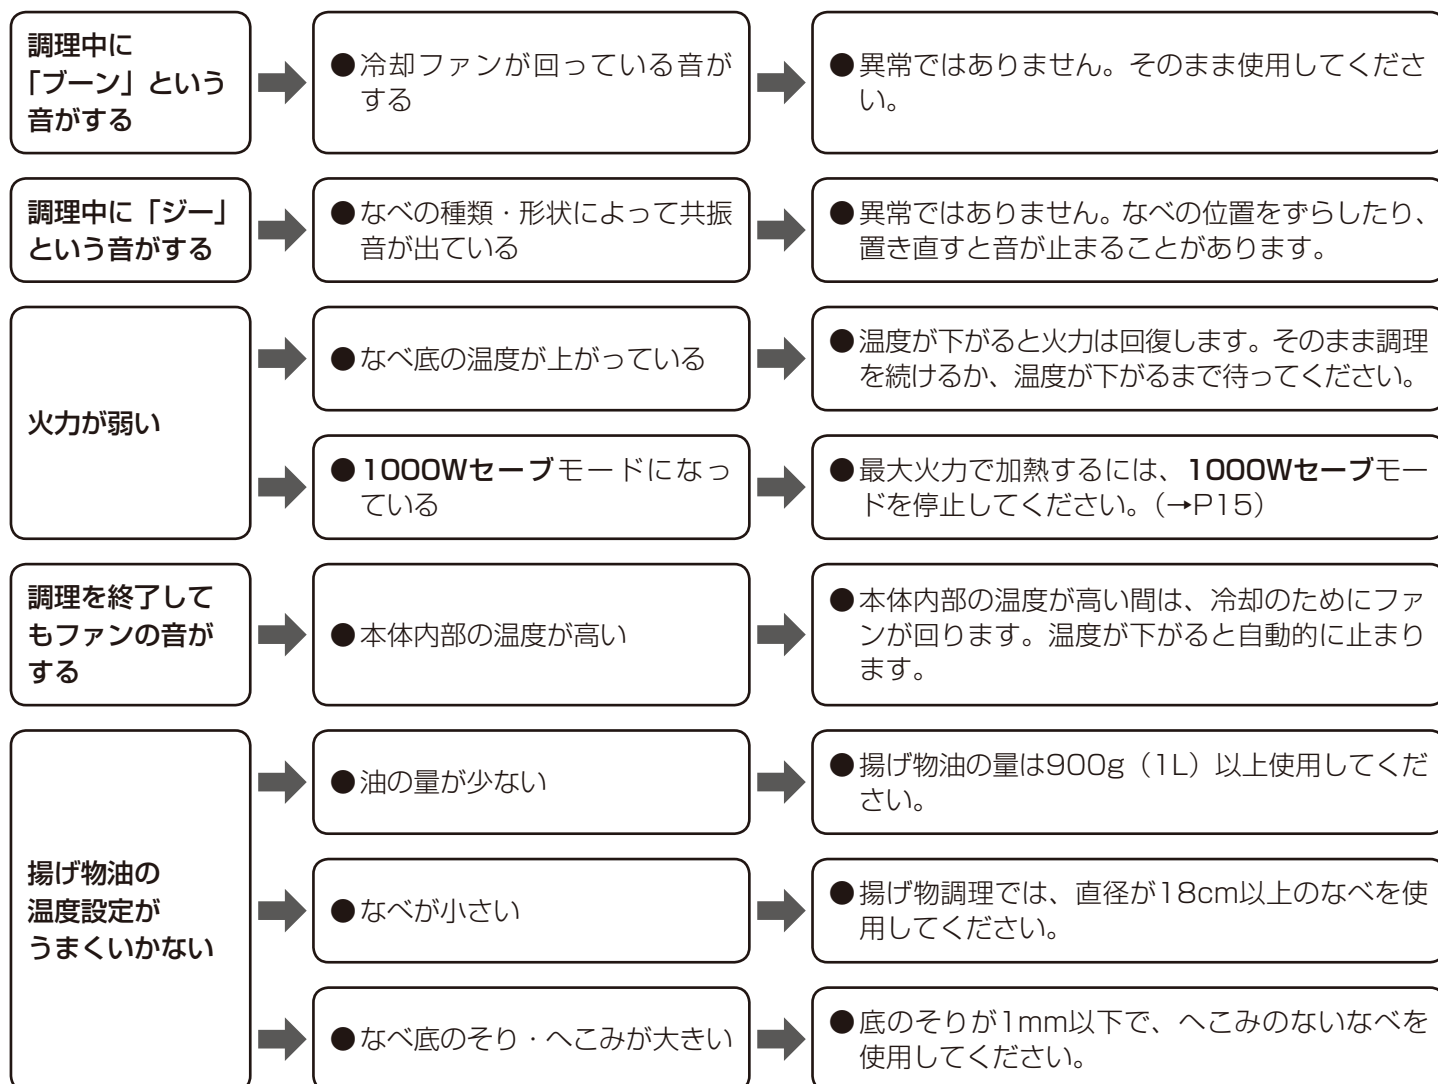 調理中に
「ブーン」という
音がする
●冷却ファンが回っている音が
する
●異常ではありません。そのまま使用してくださ
い。
調理中に「ジー」
という音がする
●なべの種類・形状によって共振
音が出ている
●異常ではありません。なべの位置をずらしたり、
置き直すと音が止まることがあります。
火力が弱い
●なべ底の温度が上がっている
●温度が下がると火力は回復します。そのまま調理
を続けるか、温度が下がるまで待ってください。
●1000Wセーブモードになっ
ている
●最大火力で加熱するには、1000Wセーブモー
ドを停止してください。（→P15）
調理を終了して
もファンの音が
する
●本体内部の温度が高い
●本体内部の温度が高い間は、冷却のためにファ
ンが回ります。温度が下がると自動的に止まり
ます。
揚げ物油の
温度設定が
うまくいかない
●油の量が少ない
●揚げ物油の量は900g（1L）以上使用してくだ
さい。
●なべが小さい
●揚げ物調理では、直径が18cm以上のなべを使
用してください。
●なべ底のそり・へこみが大きい
●底のそりが1mm以下で、へこみのないなべを
使用してください。